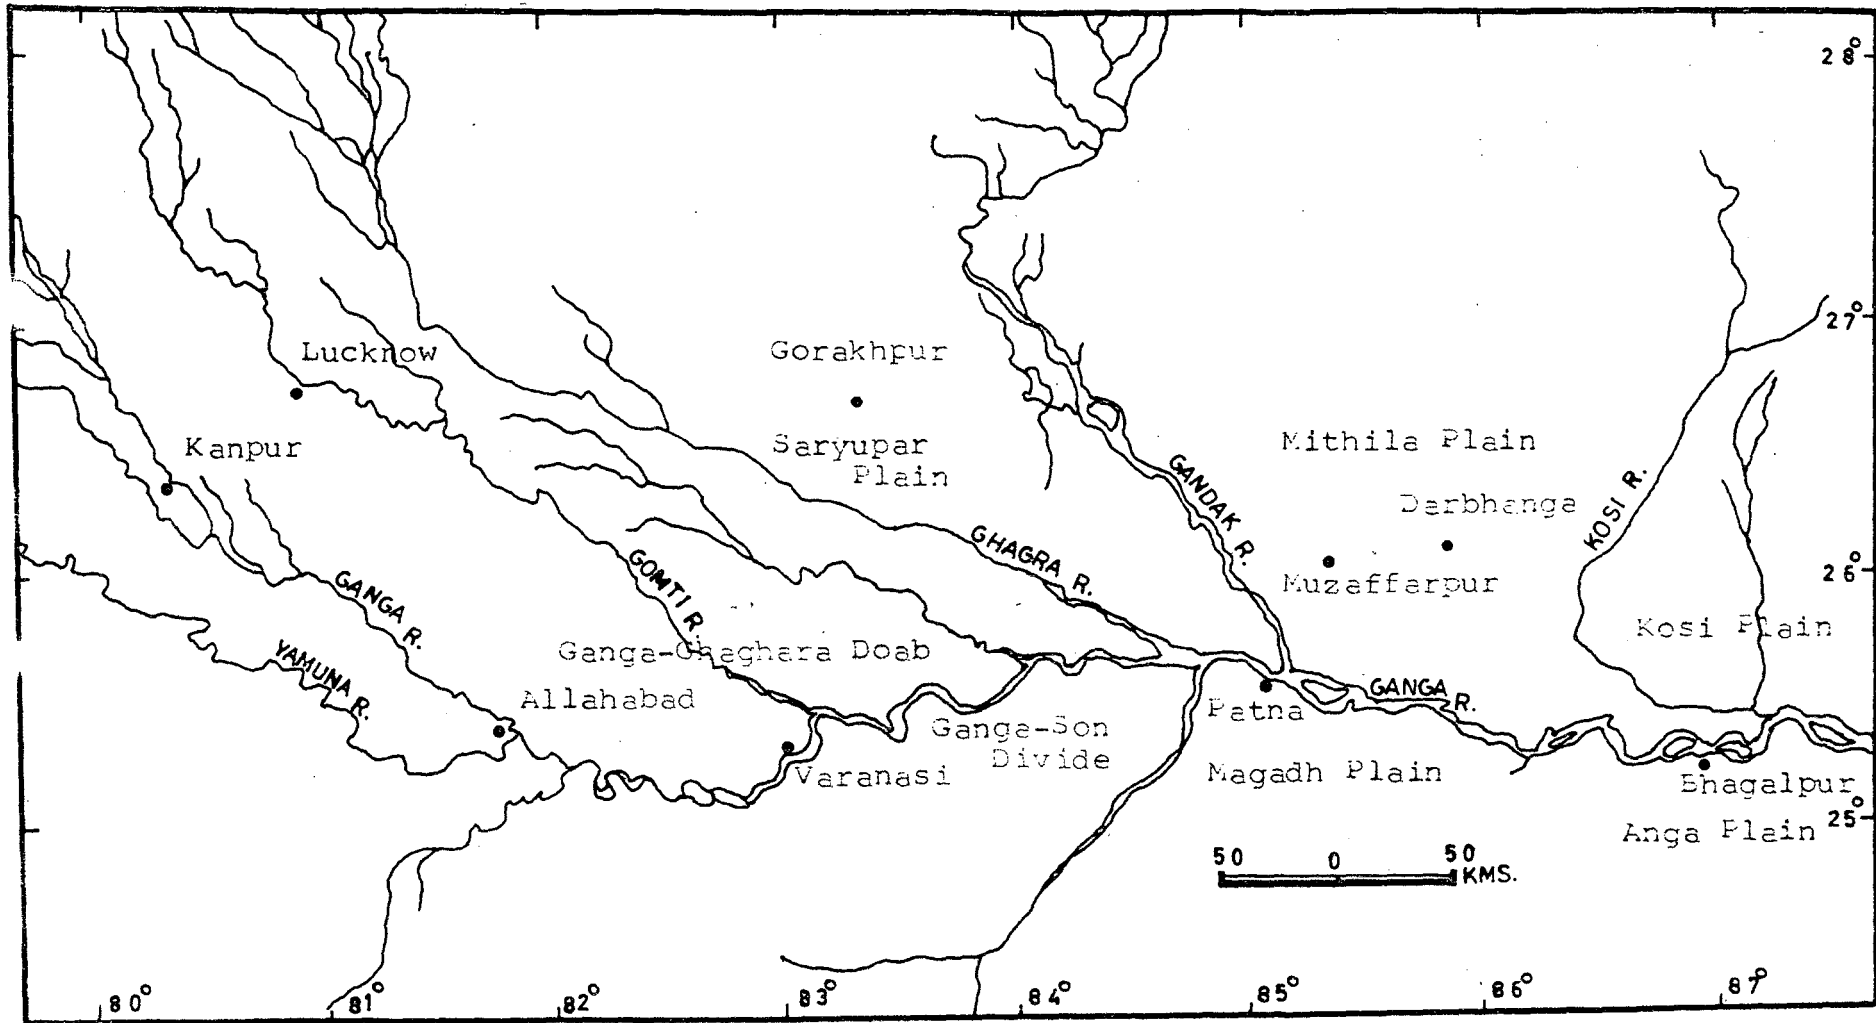 28°
27°
Lucknow
Gorakhpur
Kanpur
Saryupar
Plain
Mithila Plain
GANDAK R.
Darbhanga
KOSI R.
GHAGRA R.
GOMTI R
GANGA R.
26°
Muzaffarpur
Kosi Plain
YAMUNA R.
Ganga-Ghaghara Doab
Allahabad
GANGA R.
Patna
Ganga-Son
Divide
Varanasi
Magadh Plain
Bhagalpur
25°
Anga Plain
50 0 50
KMS.
80° 81° 82° 83° 84° 85° 86° 87°